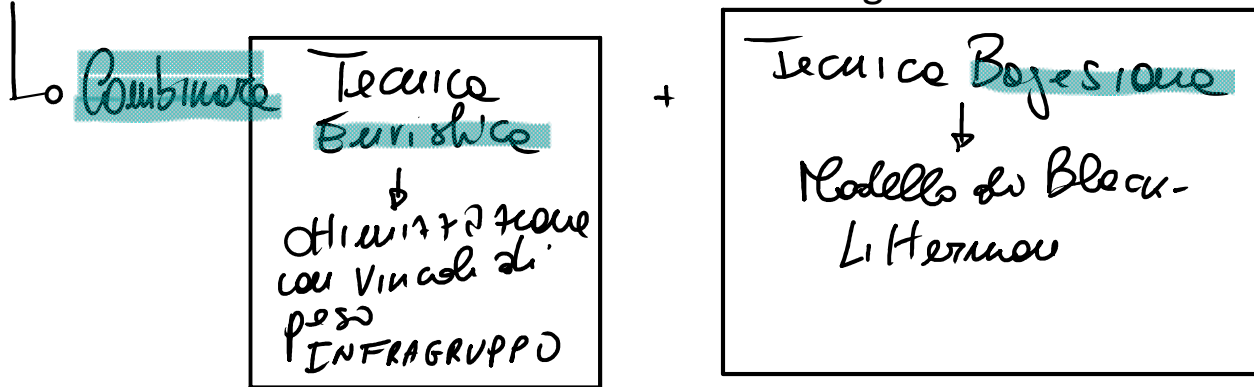 Combinare
Tecnica
Euristica
↓
ottimizzazione
con vincoli di
peso
INFRAGRUPPO
+
Tecnica Bayesiana
↓
Modello di Black-
Litterman